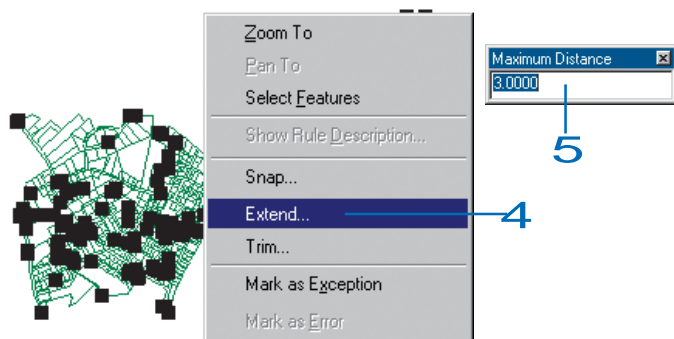 Zoom To
Pan To
Select Features
Show Rule Description...
Snap...
Extend...
Trim...
Mark as Exception
Mark as Error
4
Maximum Distance
3.0000
5